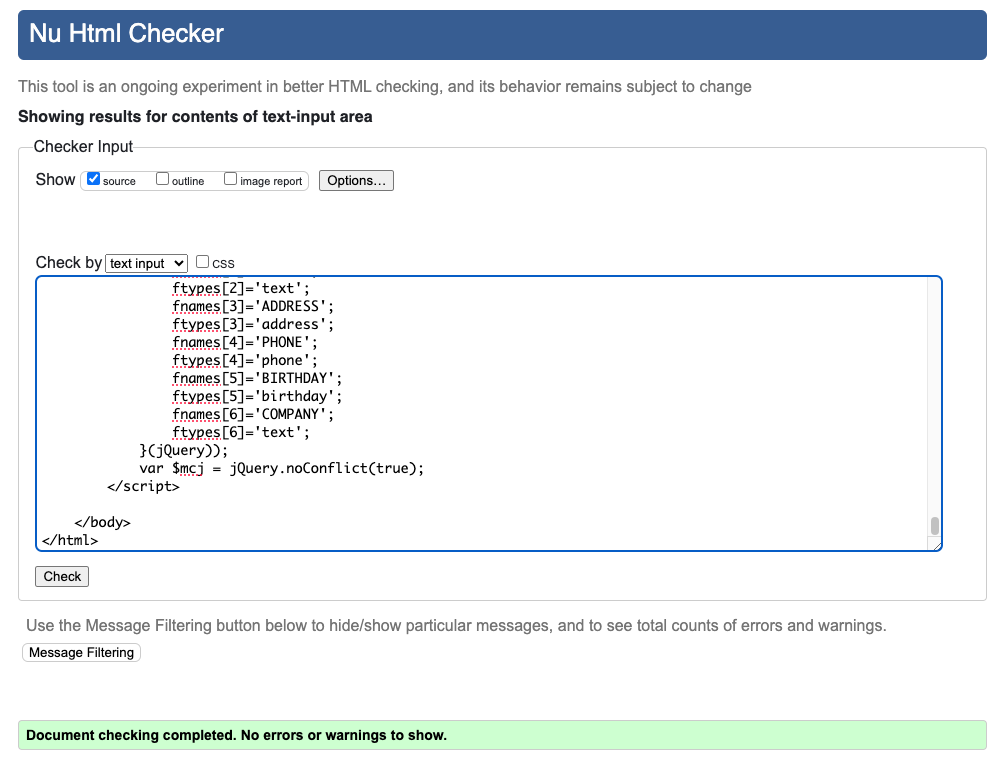 Nu Html Checker
This tool is an ongoing experiment in better HTML checking, and its behavior remains subject to change
Showing results for contents of text-input area
Checker Input
Show source outline image report Options...
Check by text input css
ftypes[2]='text';
fnames[3]='ADDRESS';
ftypes[3]='address';
fnames[4]='PHONE';
ftypes[4]='phone';
fnames[5]='BIRTHDAY';
ftypes[5]='birthday';
fnames[6]='COMPANY';
ftypes[6]='text';
}(jQuery));
var $mcj = jQuery.noConflict(true);
</script>
</body>
</html>
Check
Use the Message Filtering button below to hide/show particular messages, and to see total counts of errors and warnings.
Message Filtering
Document checking completed. No errors or warnings to show.